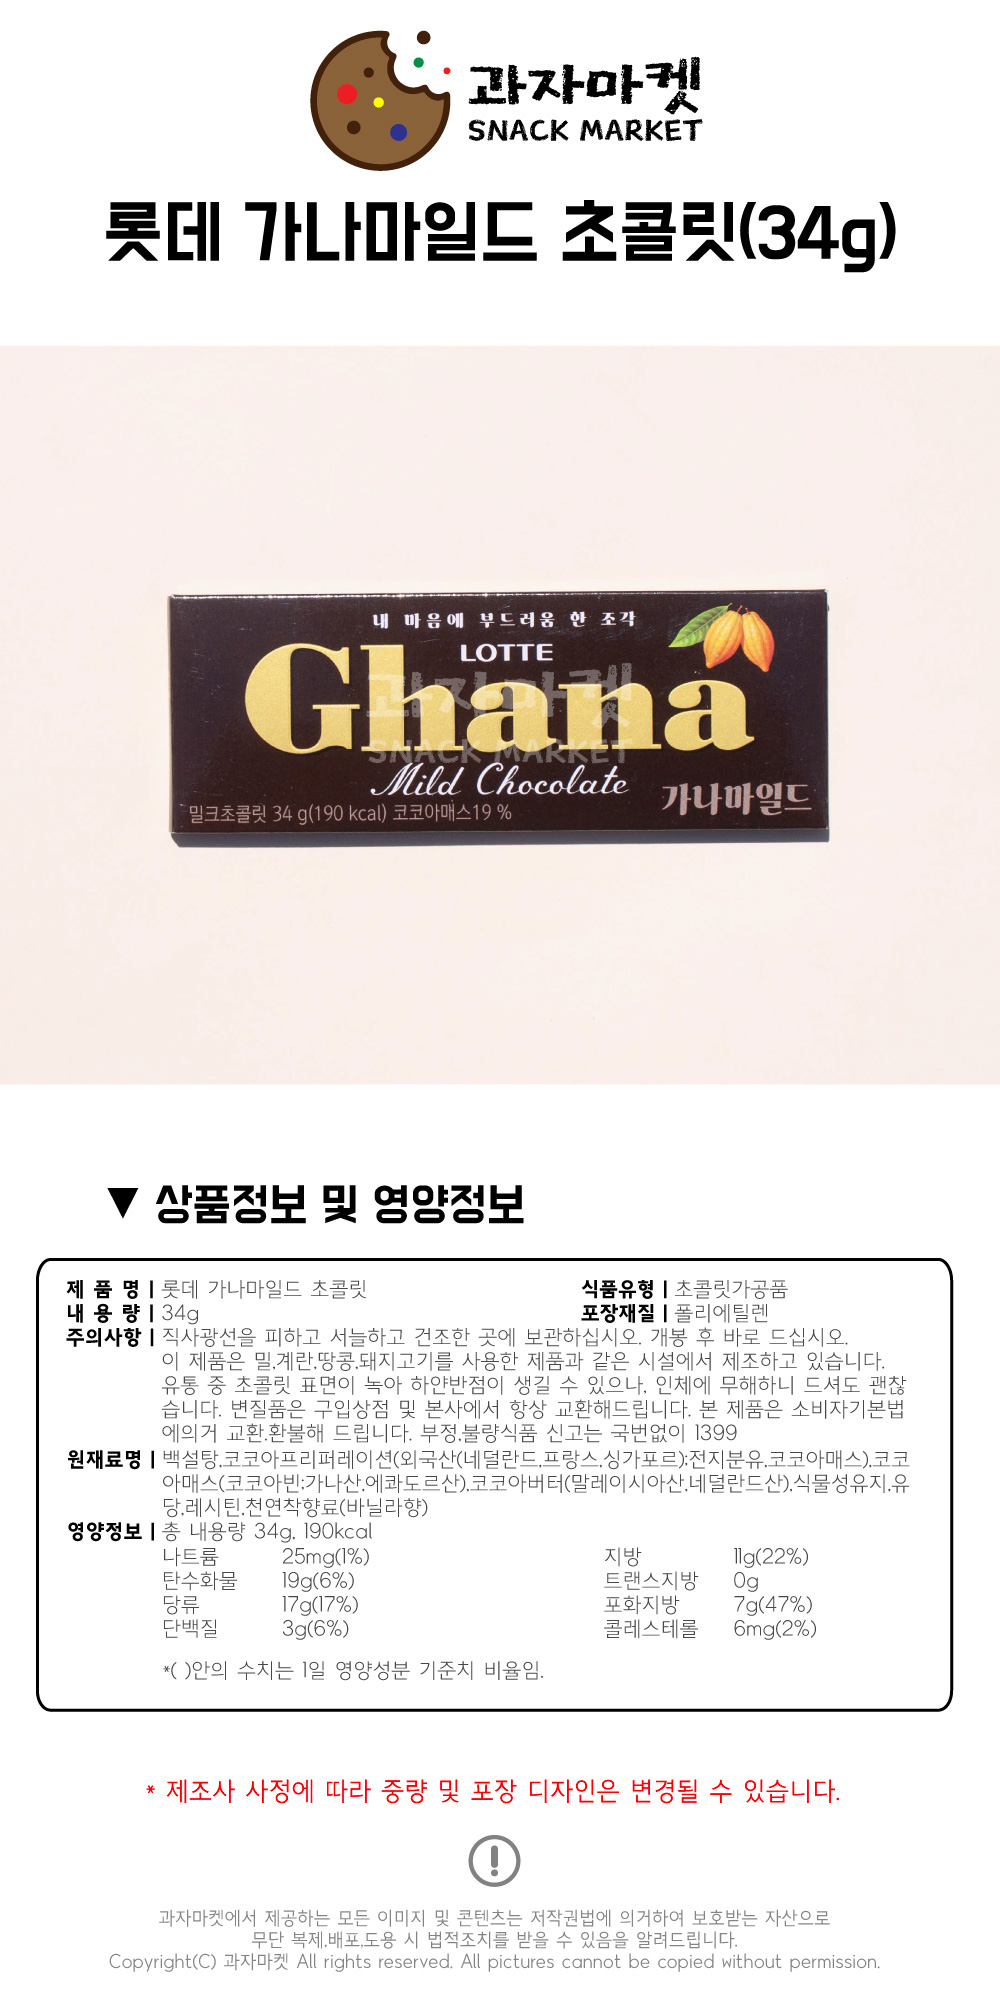 과자마켓
SNACK MARKET
롯데 가나마일드 초콜릿(34g)
내 마음에 부드러움 한 조각
LOTTE
Ghana
과자마켓
SNACK MARKET
Mild Chocolate
가나마일드
밀크초콜릿 34 g(190 kcal) 코코아매스19 %
▼ 상품정보 및 영양정보
제 품 명 | 롯데 가나마일드 초콜릿 식품유형 | 초콜릿가공품
내 용 량 | 34g 포장재질 | 폴리에틸렌
주의사항 | 직사광선을 피하고 서늘하고 건조한 곳에 보관하십시오. 개봉 후 바로 드십시오.
이 제품은 밀,계란,땅콩,돼지고기를 사용한 제품과 같은 시설에서 제조하고 있습니다.
유통 중 초콜릿 표면이 녹아 하얀반점이 생길 수 있으나, 인체에 무해하니 드셔도 괜찮
습니다. 변질품은 구입상점 및 본사에서 항상 교환해드립니다. 본 제품은 소비자기본법
에의거 교환.환불해 드립니다. 부정,불량식품 신고는 국번없이 1399
원재료명 | 백설탕,코코아프리퍼레이션(외국산(네덜란드,프랑스,싱가포르):전지분유,코코아매스),코코
아매스(코코아빈:가나산,에콰도르산),코코아버터(말레이시아산,네덜란드산),식물성유지,유
당,레시틴,천연착향료(바닐라향)
영양정보 | 총 내용량 34g, 190kcal
나트륨 25mg(1%) 지방 11g(22%)
탄수화물 19g(6%) 트랜스지방 0g
당류 17g(17%) 포화지방 7g(47%)
단백질 3g(6%) 콜레스테롤 6mg(2%)
*( )안의 수치는 1일 영양성분 기준치 비율임.
* 제조사 사정에 따라 중량 및 포장 디자인은 변경될 수 있습니다.
과자마켓에서 제공하는 모든 이미지 및 콘텐츠는 저작권법에 의거하여 보호받는 자산으로
무단 복제,배포,도용 시 법적조치를 받을 수 있음을 알려드립니다.
Copyright(C) 과자마켓 All rights reserved. All pictures cannot be copied without permission.